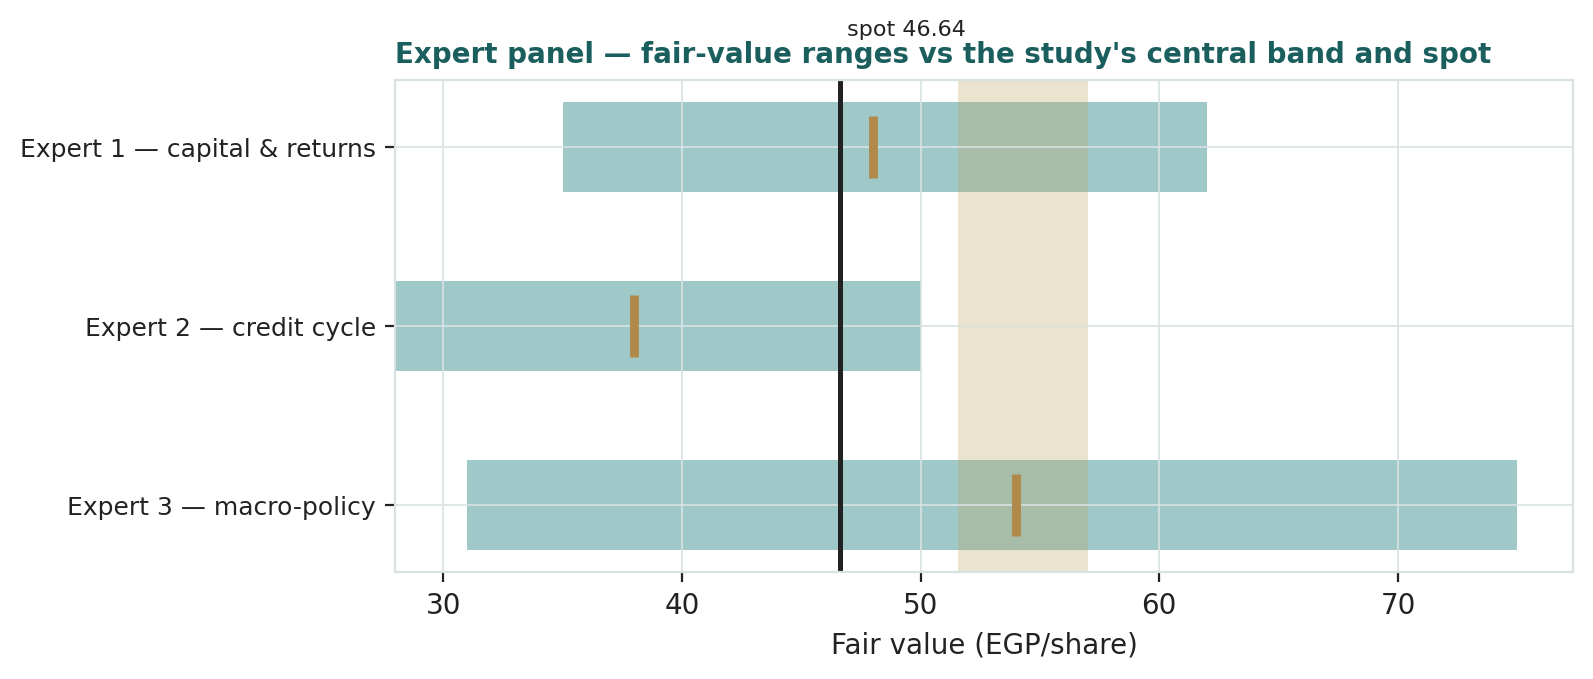 spot 46.64
Expert panel — fair-value ranges vs the study's central band and spot
Expert 1 — capital & returns
Expert 2 — credit cycle
Expert 3 — macro-policy
30 40 50 60 70
Fair value (EGP/share)